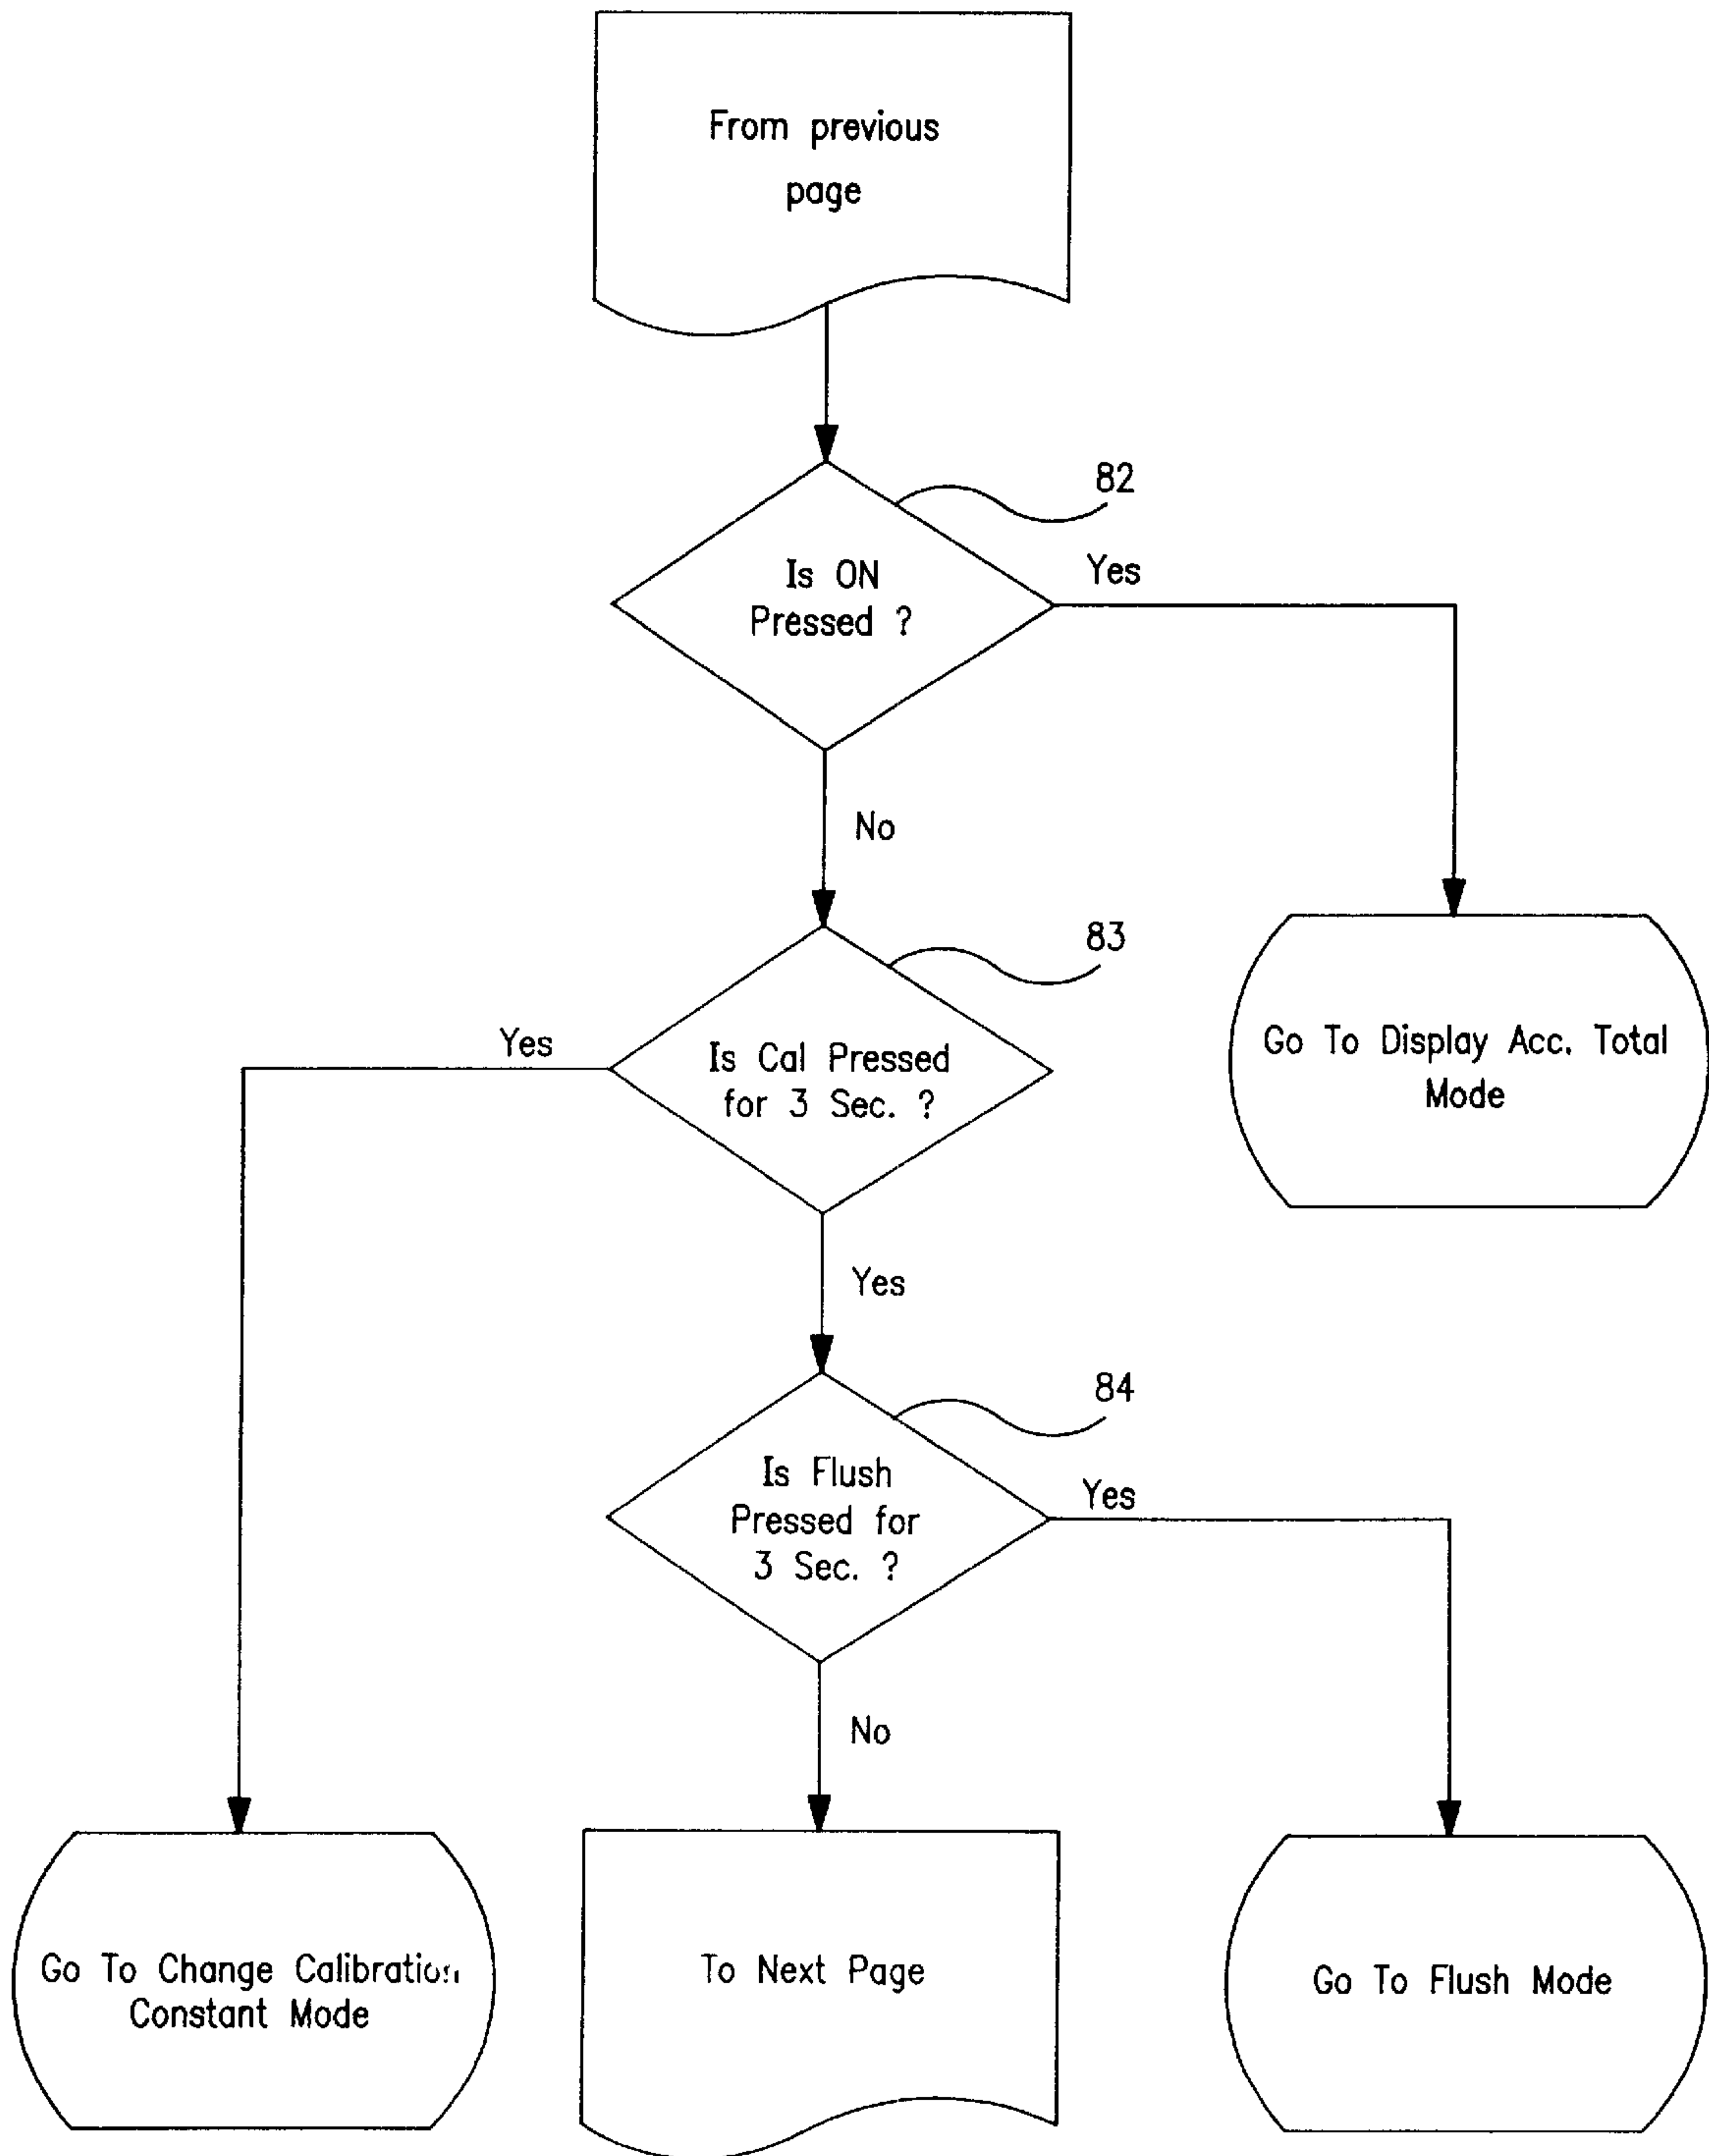 From previous
page
82
Is ON
Pressed ?
Yes
No
83
Yes
Is Cal Pressed
for 3 Sec. ?
Go To Display Acc. Total
Mode
Yes
84
Is Flush
Pressed for
3 Sec. ?
Yes
No
Go To Change Calibration
Constant Mode
To Next Page
Go To Flush Mode